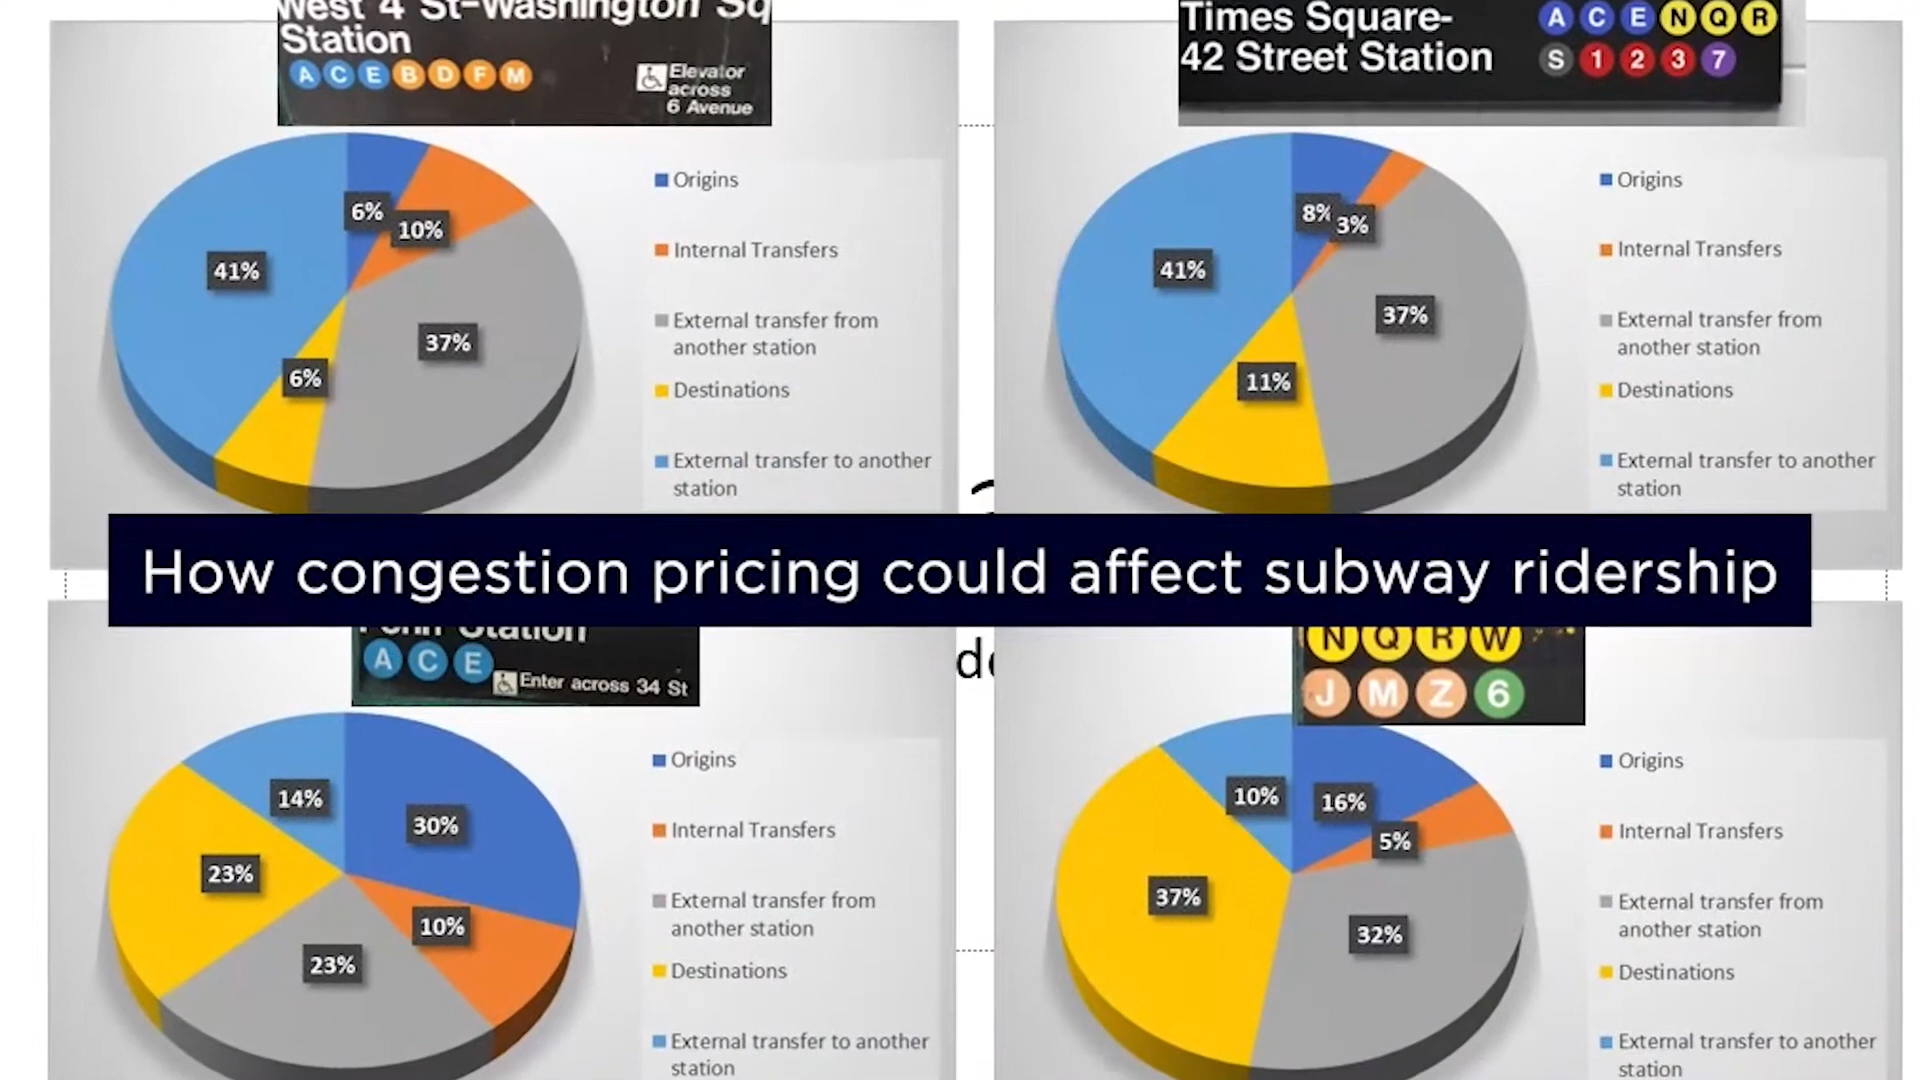 West 4 St-Washington Sq
Station
A C E B D F M
Elevator
across
6 Avenue
6%
10%
41%
37%
6%
Origins
Internal Transfers
External transfer from
another station
Destinations
External transfer to another
station
Times Square-
42 Street Station
A C E N Q R
S 1 2 3 7
8%
3%
41%
37%
11%
Origins
Internal Transfers
External transfer from
another station
Destinations
External transfer to another
station
How congestion pricing could affect subway ridership
Penn Station
A C E
Enter across 34 St
14%
30%
23%
10%
23%
Origins
Internal Transfers
External transfer from
another station
Destinations
External transfer to another
station
N Q R W
J M Z 6
10%
16%
5%
37%
32%
Origins
Internal Transfers
External transfer from
another station
Destinations
External transfer to another
station